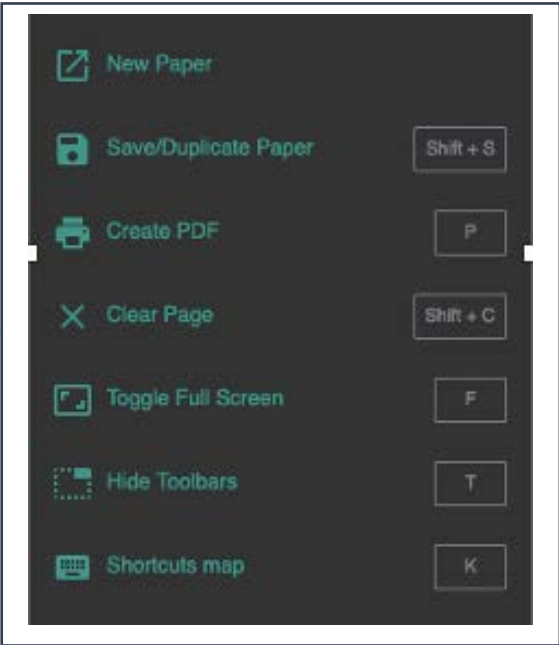 New Paper
Save/Duplicate Paper Shift + S
Create PDF P
Clear Page Shift + C
Toggle Full Screen F
Hide Toolbars T
Shortcuts map K